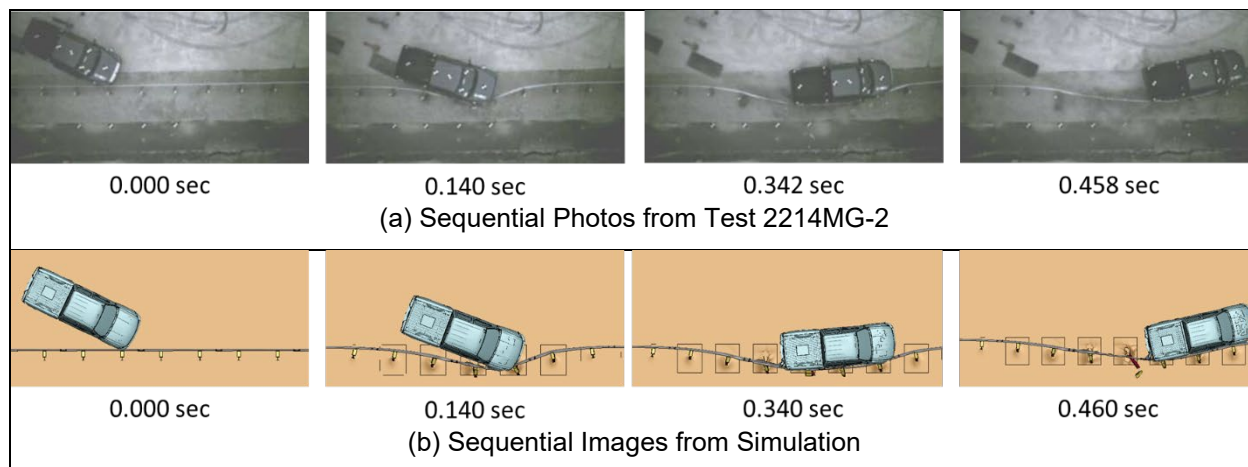 0.000 sec 0.140 sec 0.342 sec 0.458 sec
(a) Sequential Photos from Test 2214MG-2
0.000 sec 0.140 sec 0.340 sec 0.460 sec
(b) Sequential Images from Simulation